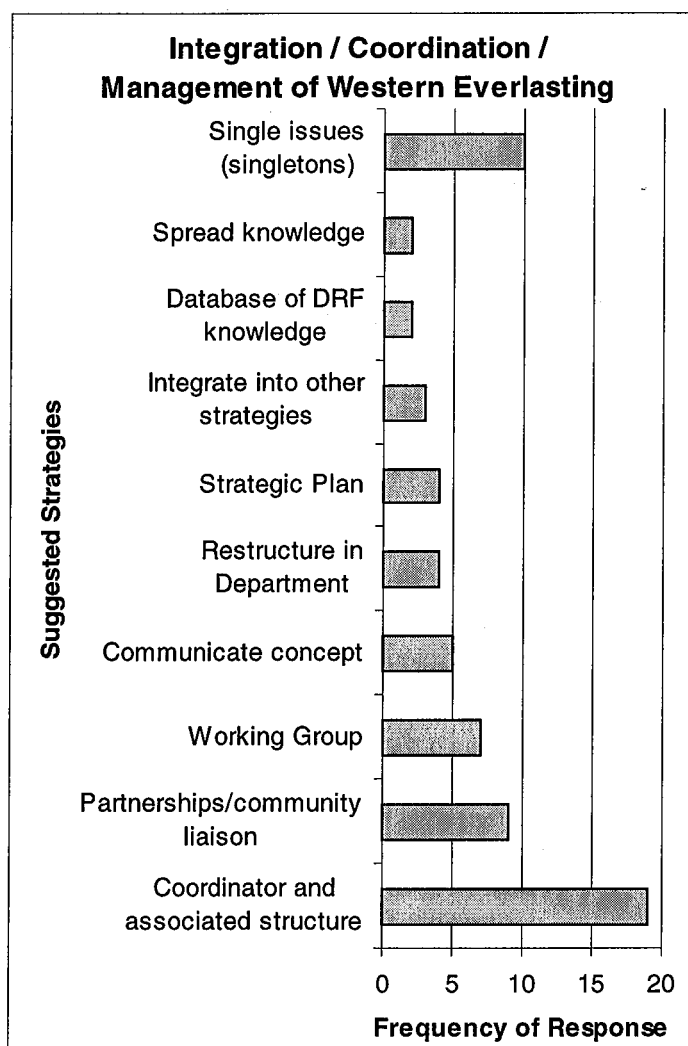 Integration / Coordination /
Management of Western Everlasting
Single issues
(singletons)
Spread knowledge
Database of DRF
knowledge
Integrate into other
strategies
Strategic Plan
Restructure in
Department
Communicate concept
Working Group
Partnerships/community
liaison
Coordinator and
associated structure
Suggested Strategies
0 5 10 15 20
Frequency of Response